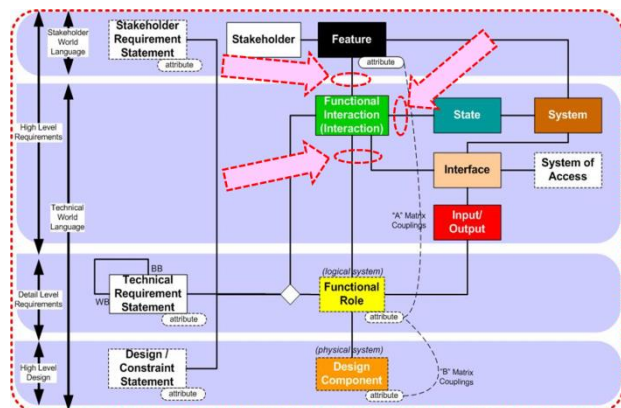 Stakeholder
World
Language
High Level
Requirements
Technical
World
Language
Detail Level
Requirements
High Level
Design
Stakeholder
Requirement
Statement
attribute
Stakeholder
Feature
attribute
Functional
Interaction
(Interaction)
State
System
Interface
System of
Access
Input/
Output
"A" Matrix
Couplings
BB
WB
Technical
Requirement
Statement
attribute
(logical system)
Functional
Role
attribute
Design /
Constraint
Statement
attribute
(physical system)
Design
Component
attribute
"B" Matrix
Couplings